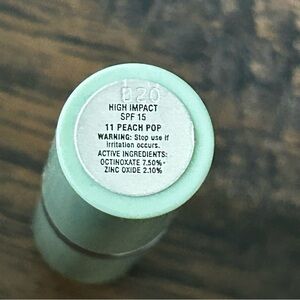 B20
HIGH IMPACT
SPF 15
11 PEACH POP
WARNING: Stop use if
irritation occurs.
ACTIVE INGREDIENTS:
OCTINOXATE 7.50%•
ZINC OXIDE 2.10%